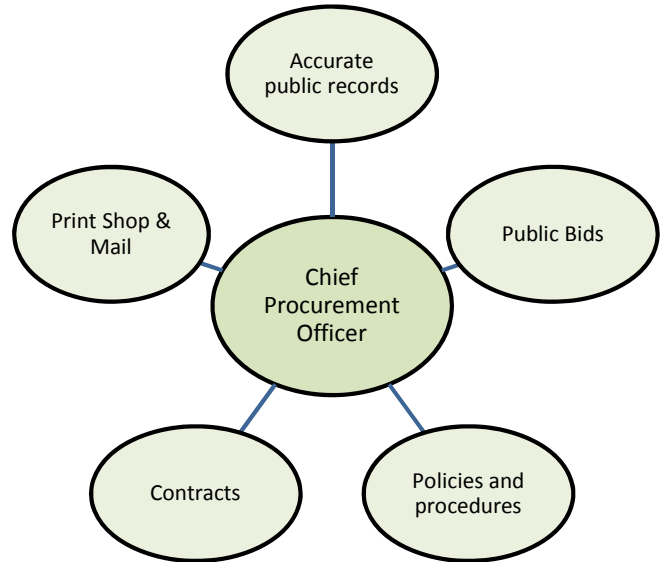 Accurate
public records
Print Shop &
Mail
Public Bids
Chief
Procurement
Officer
Contracts
Policies and
procedures